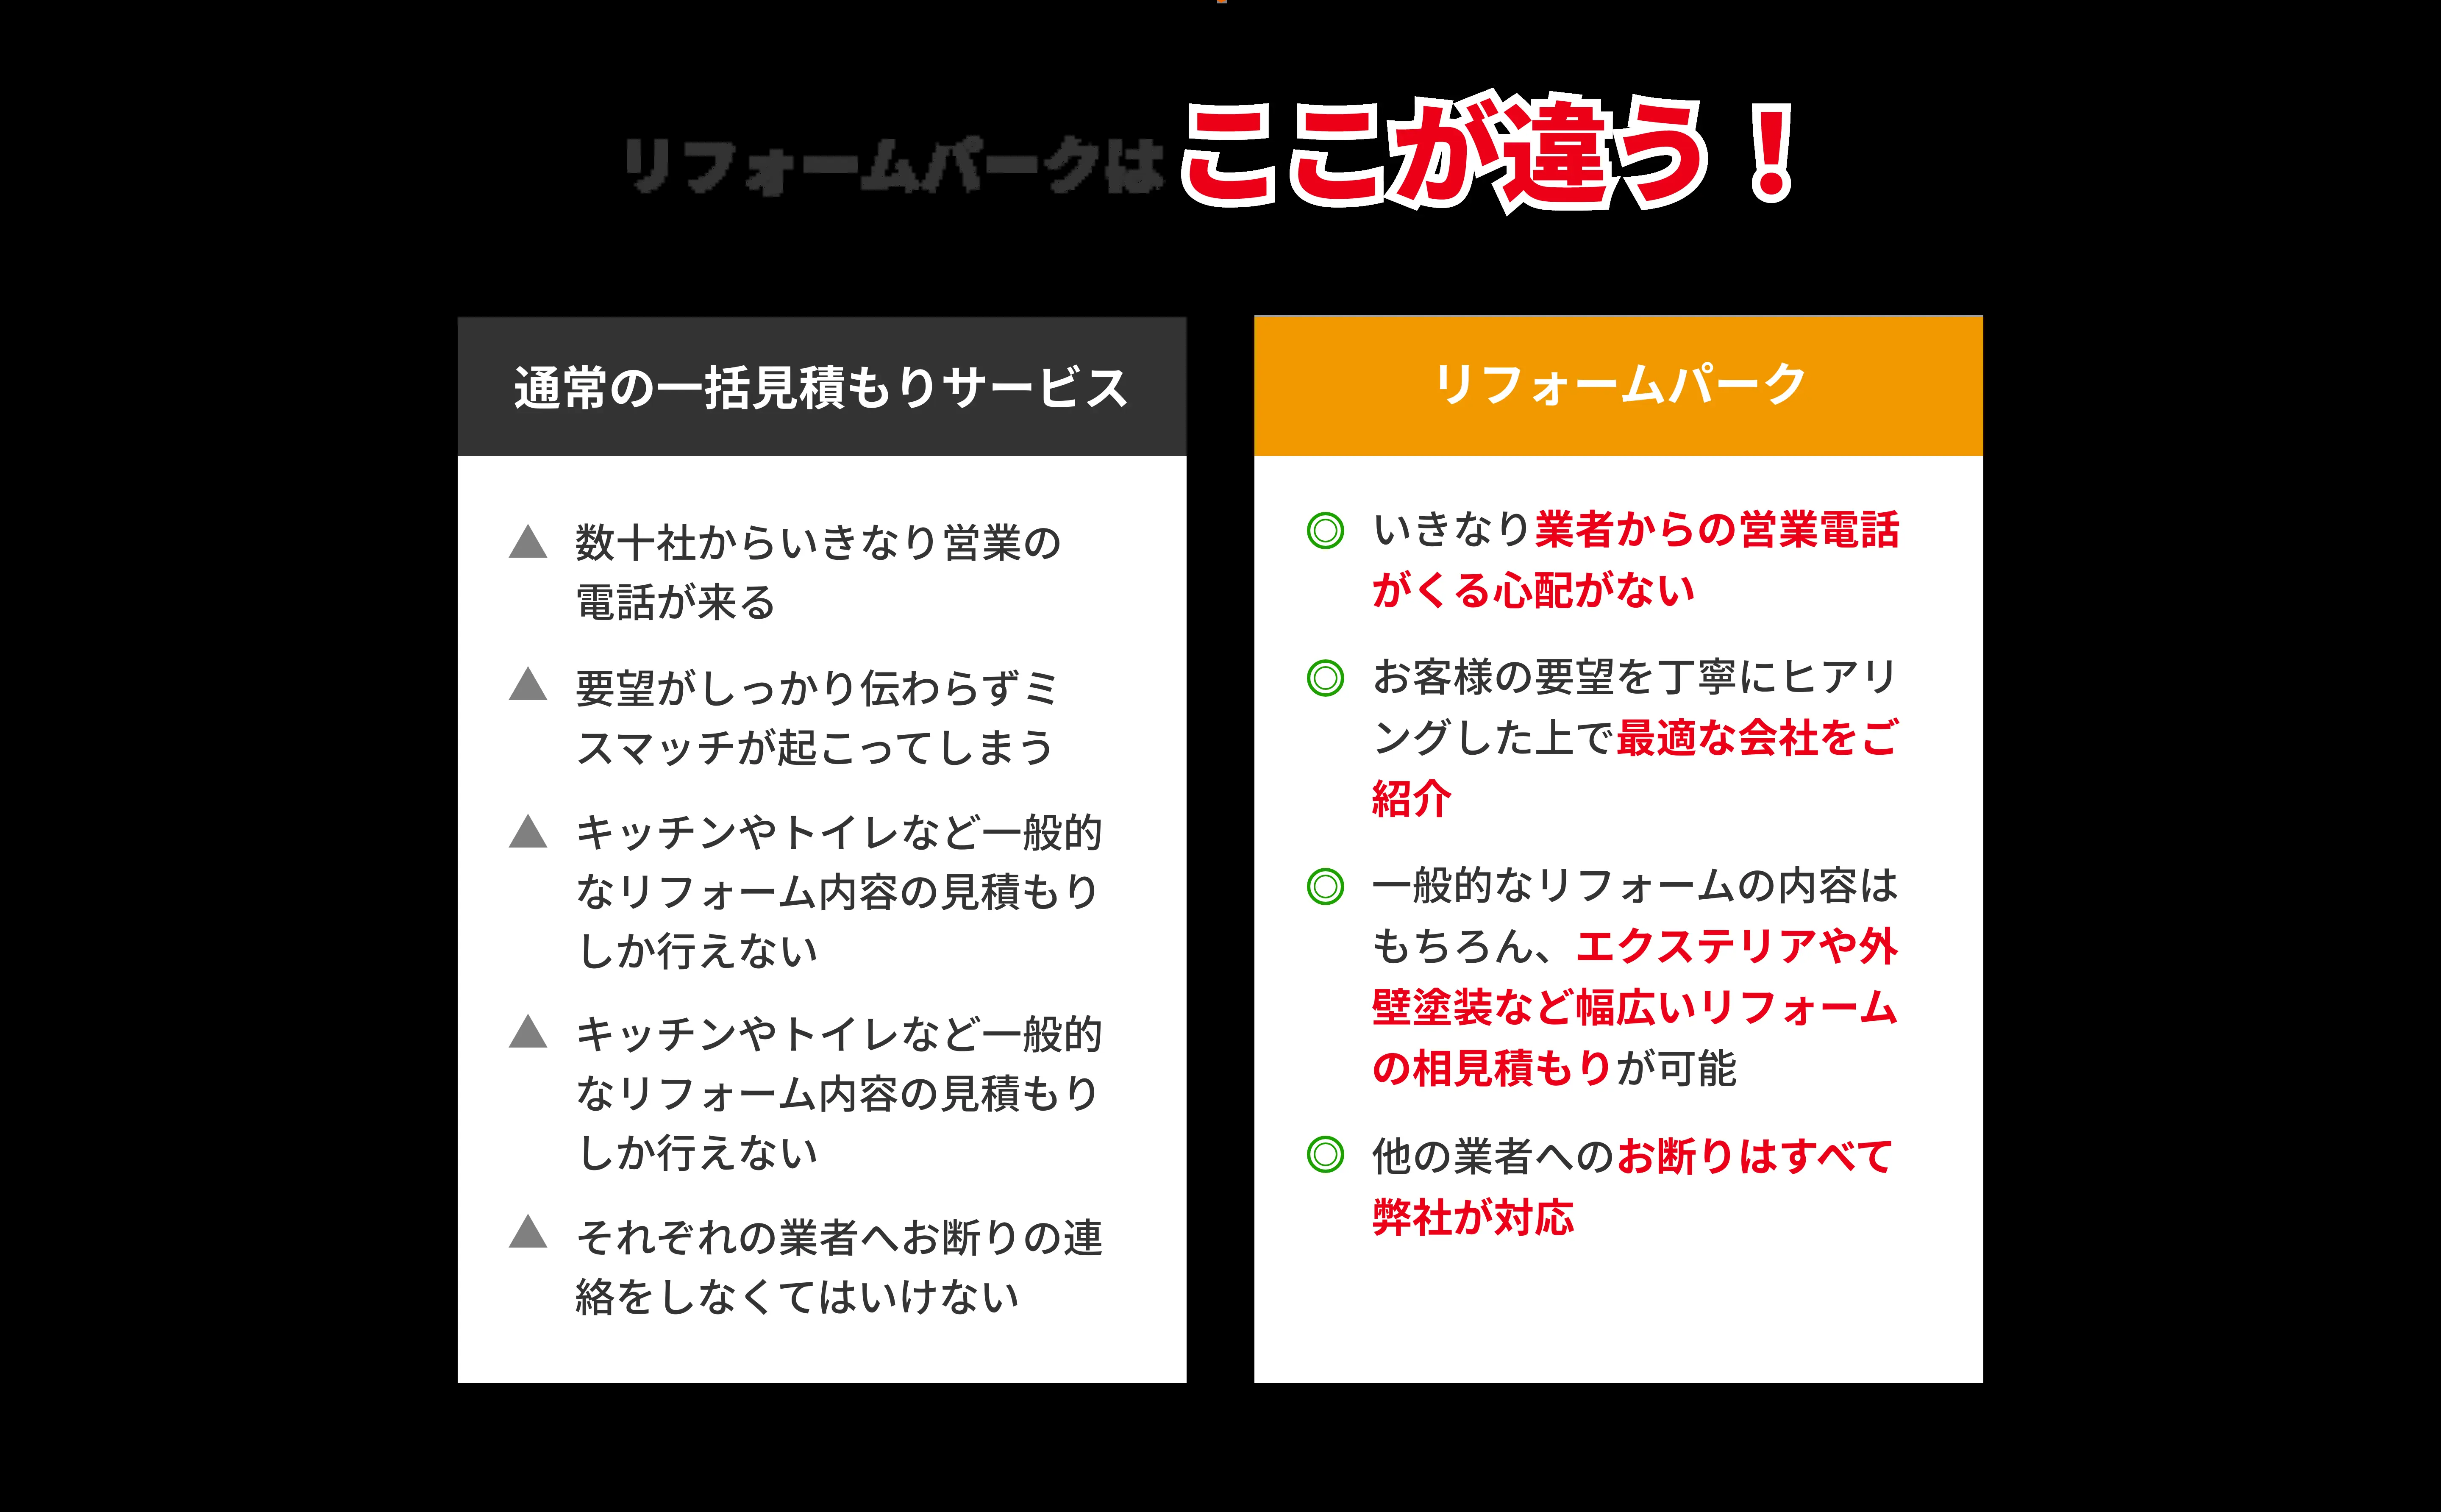 リフォームパークはここが違う！
通常の一括見積もりサービス
▲ 数十社からいきなり営業の
電話が来る
▲ 要望がしっかり伝わらずミ
スマッチが起こってしまう
▲ キッチンやトイレなど一般的
なリフォーム内容の見積もり
しか行えない
▲ キッチンやトイレなど一般的
なリフォーム内容の見積もり
しか行えない
▲ それぞれの業者へお断りの連
絡をしなくてはいけない
リフォームパーク
◎ いきなり業者からの営業電話
がくる心配がない
◎ お客様の要望を丁寧にヒアリ
ングした上で最適な会社をご
紹介
◎ 一般的なリフォームの内容は
もちろん、エクステリアや外
壁塗装など幅広いリフォーム
の相見積もりが可能
◎ 他の業者へのお断りはすべて
弊社が対応